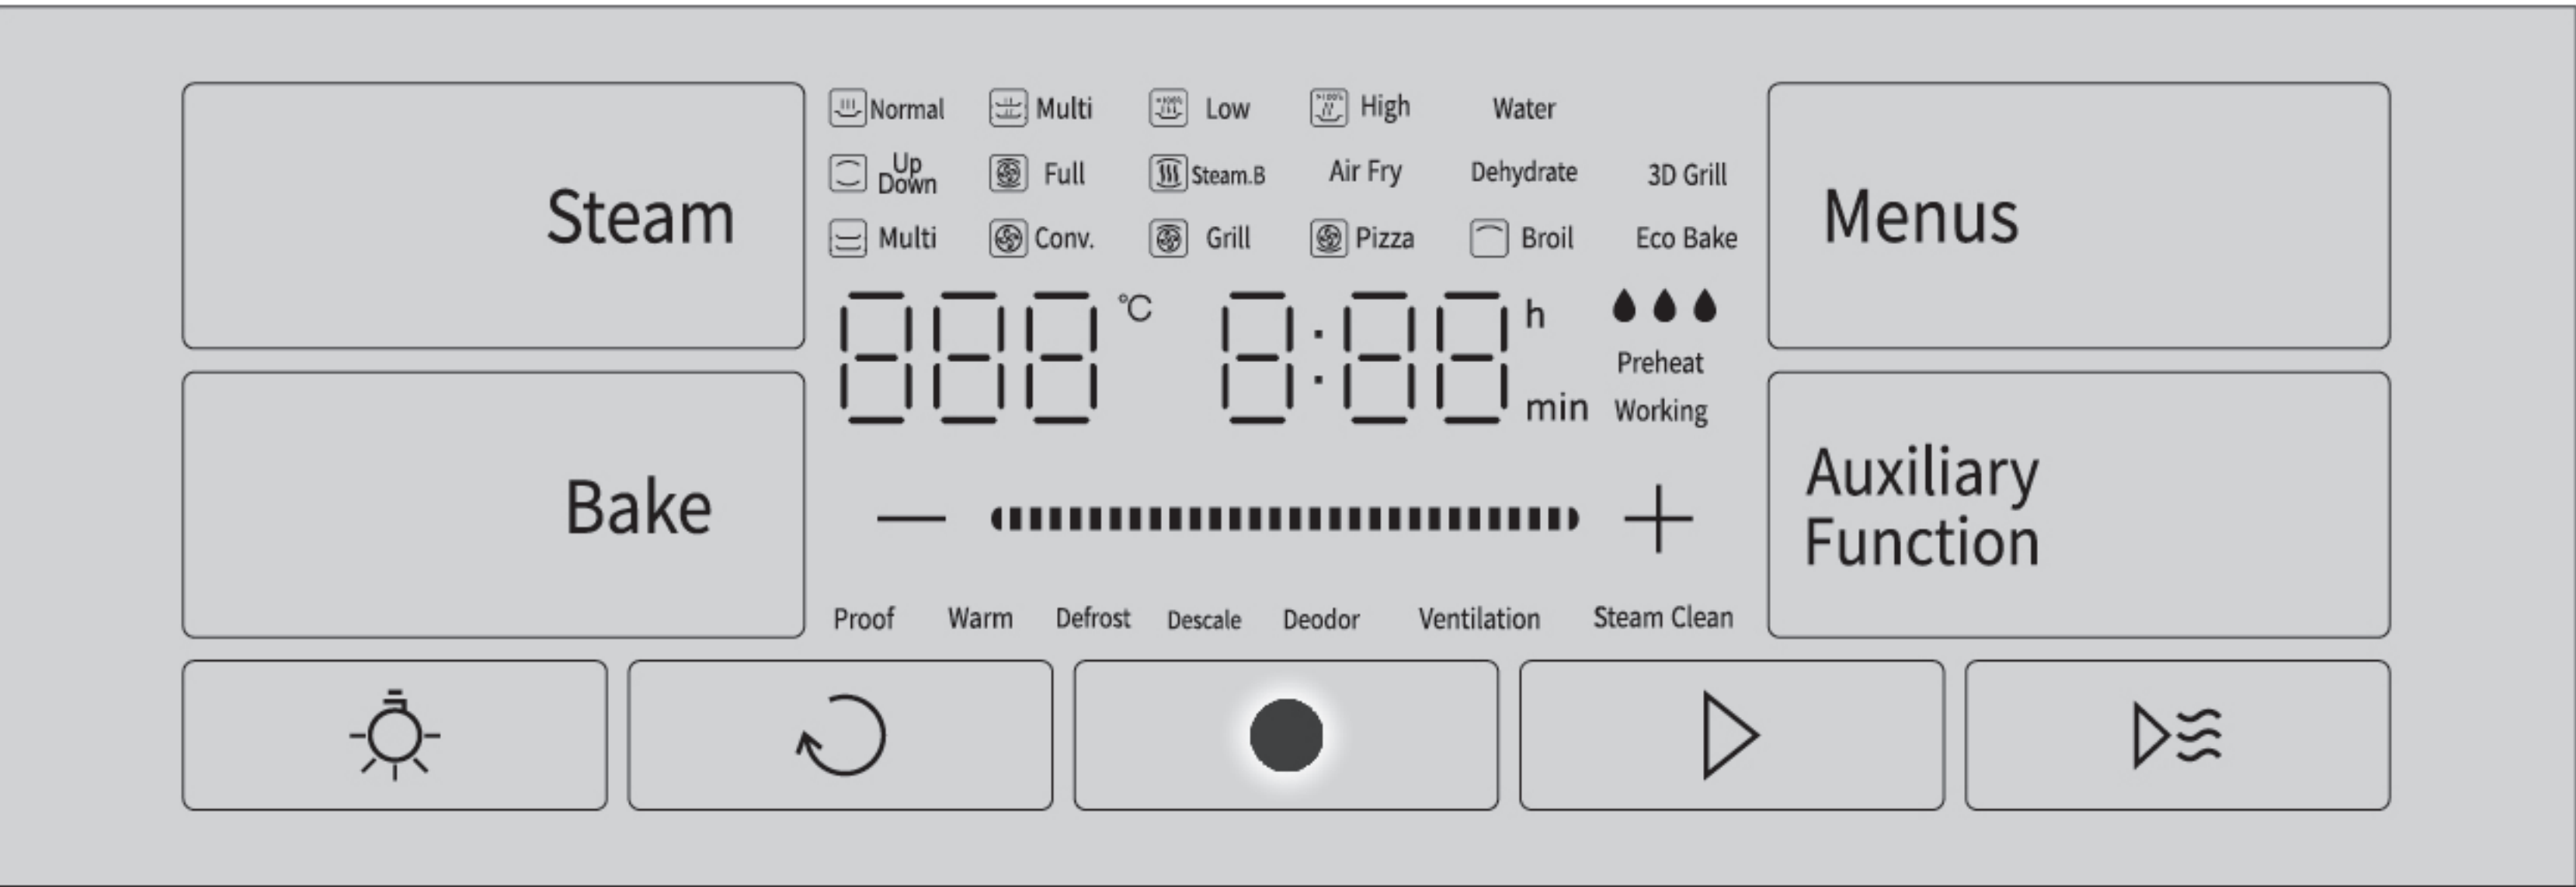 Steam
Normal Multi Low High Water
Up Down Full Steam.B Air Fry Dehydrate 3D Grill
Multi Conv. Grill Pizza Broil Eco Bake
Menus
888 °C 8:88 h min
Preheat
Working
Bake
Auxiliary
Function
Proof Warm Defrost Descale Deodor Ventilation Steam Clean